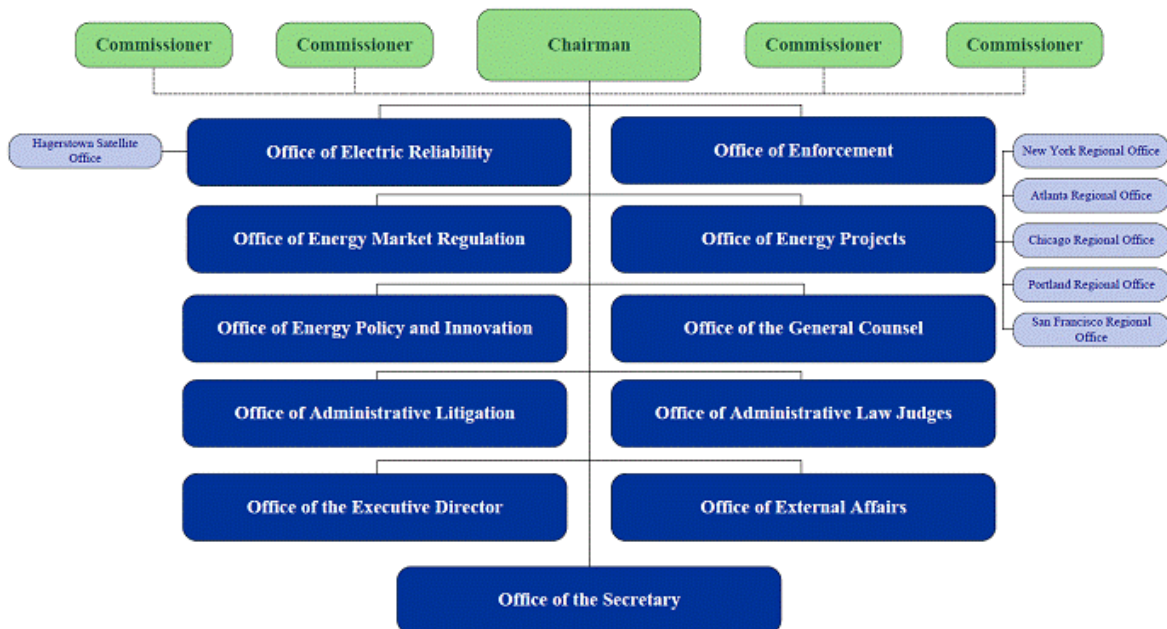 Commissioner
Commissioner
Chairman
Commissioner
Commissioner
Hagerstown Satellite
Office
Office of Electric Reliability
Office of Enforcement
New York Regional Office
Atlanta Regional Office
Office of Energy Market Regulation
Office of Energy Projects
Chicago Regional Office
Portland Regional Office
Office of Energy Policy and Innovation
Office of the General Counsel
San Francisco Regional
Office
Office of Administrative Litigation
Office of Administrative Law Judges
Office of the Executive Director
Office of External Affairs
Office of the Secretary